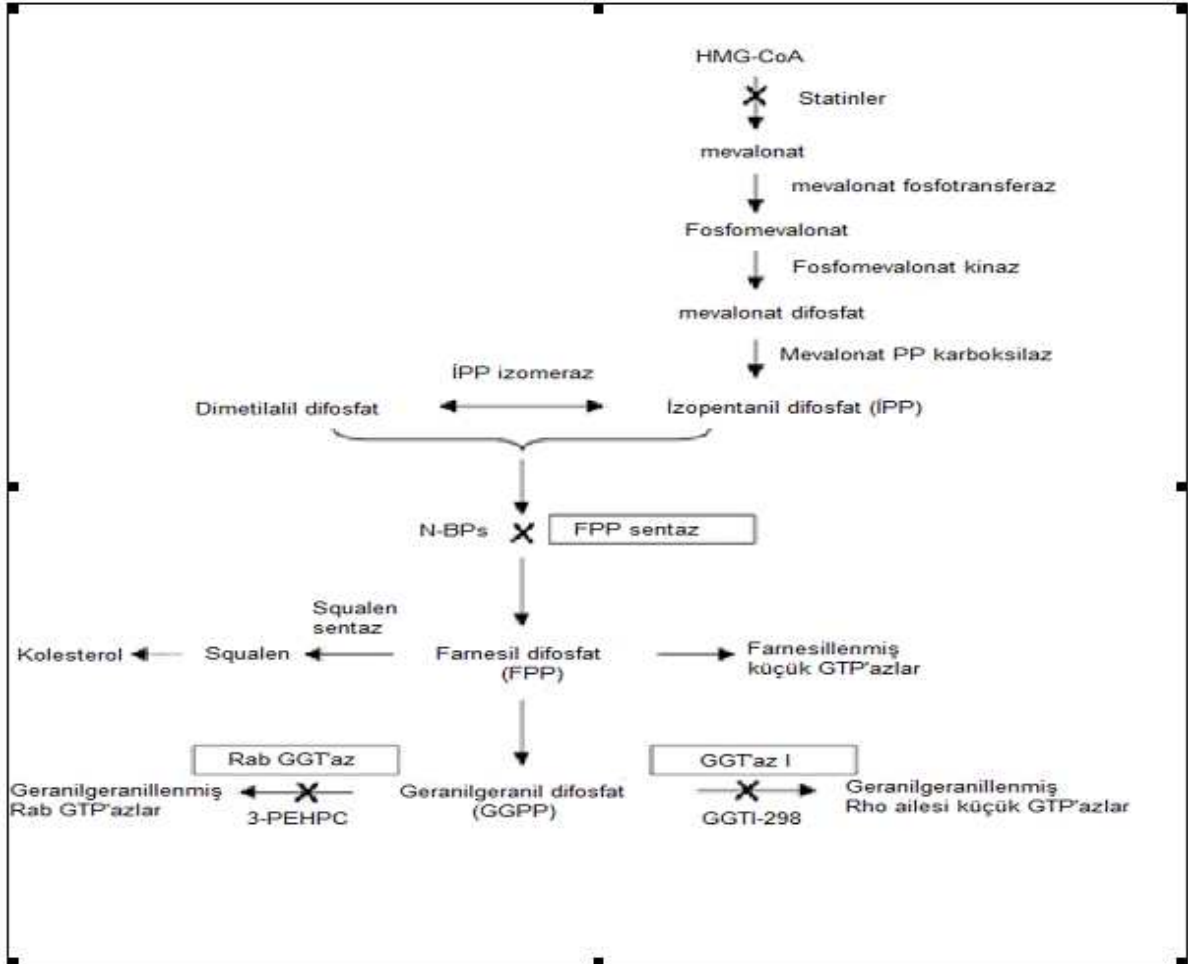 HMG-CoA
Statinler
mevalonat
mevalonat fosfotransferaz
Fosfomevalonat
Fosfomevalonat kinaz
mevalonat difosfat
Mevalonat PP karboksilaz
İPP izomeraz
Dimetilalil difosfat
İzopentanil difosfat (İPP)
N-BPs
FPP sentaz
Squalen
sentaz
Kolesterol
Squalen
Farnesil difosfat
(FPP)
Farnesillenmiş
küçük GTP'azlar
Rab GGT'az
GGT'az I
Geranilgeranillenmiş
Rab GTP'azlar
3-PEHPC
Geranilgeranil difosfat
(GGPP)
GGTI-298
Geranilgeranillenmiş
Rho ailesi küçük GTP'azlar